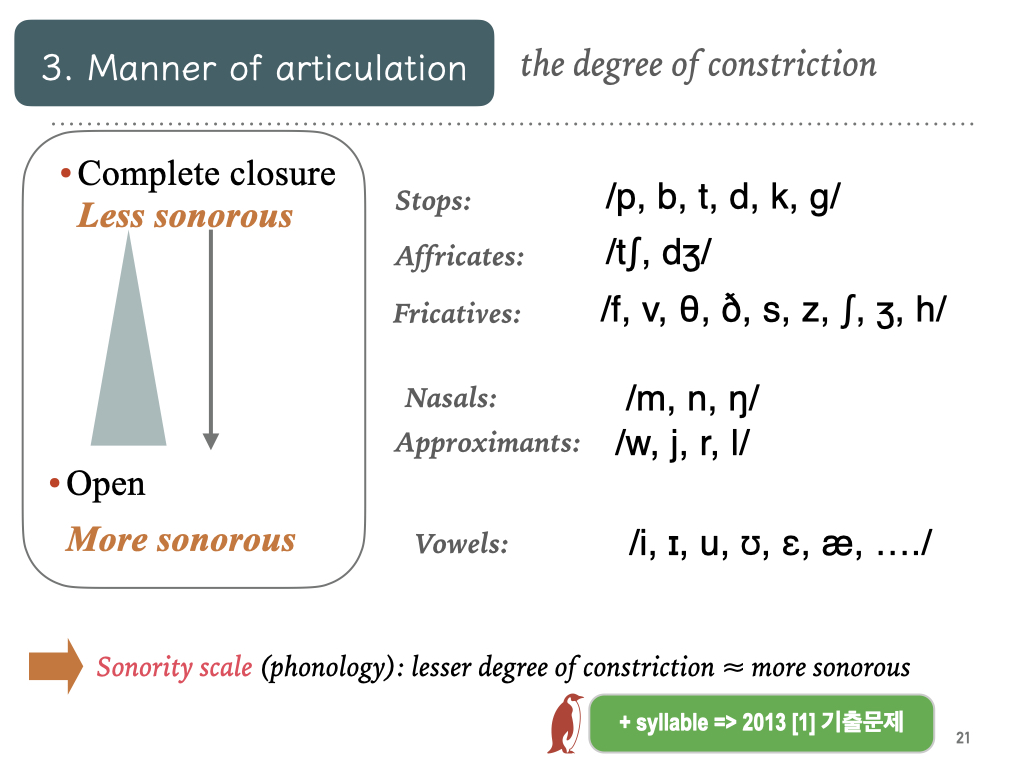 3. Manner of articulation
the degree of constriction
• Complete closure
Less sonorous
• Open
More sonorous
Stops: /p, b, t, d, k, g/
Affricates: /tʃ, dʒ/
Fricatives: /f, v, θ, ð, s, z, ʃ, ʒ, h/
Nasals: /m, n, ŋ/
Approximants: /w, j, r, l/
Vowels: /i, ɪ, u, ʊ, ɛ, æ, …./
Sonority scale (phonology): lesser degree of constriction ≈ more sonorous
+ syllable => 2013 [1] 기출문제
21